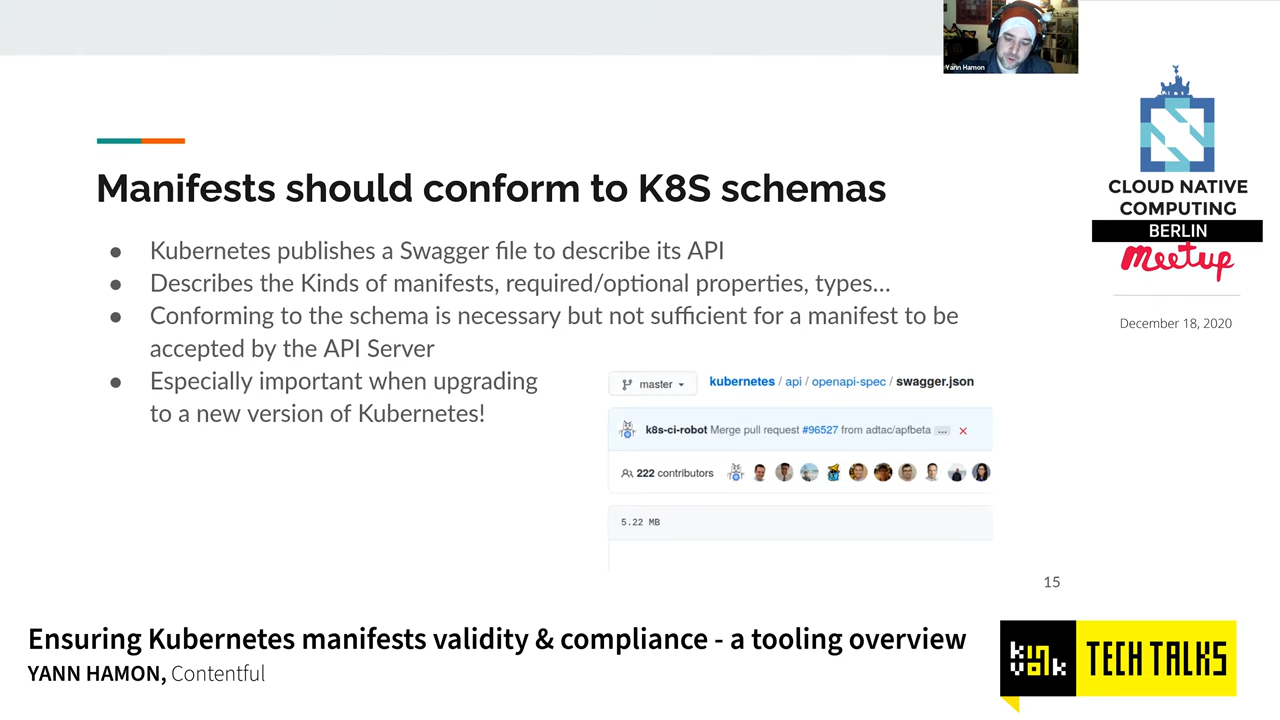 Yann Hamon
Manifests should conform to K8S schemas
● Kubernetes publishes a Swagger file to describe its API
● Describes the Kinds of manifests, required/optional properties, types...
● Conforming to the schema is necessary but not sufficient for a manifest to be
accepted by the API Server
● Especially important when upgrading
to a new version of Kubernetes!
master
kubernetes / api / openapi-spec / swagger.json
k8s-ci-robot Merge pull request #96527 from adtac/apfbeta ...
222 contributors
5.22 MB
15
CLOUD NATIVE
COMPUTING
BERLIN
meetup
December 18, 2020
Ensuring Kubernetes manifests validity & compliance - a tooling overview
YANN HAMON, Contentful
kinvolk
TECH TALKS